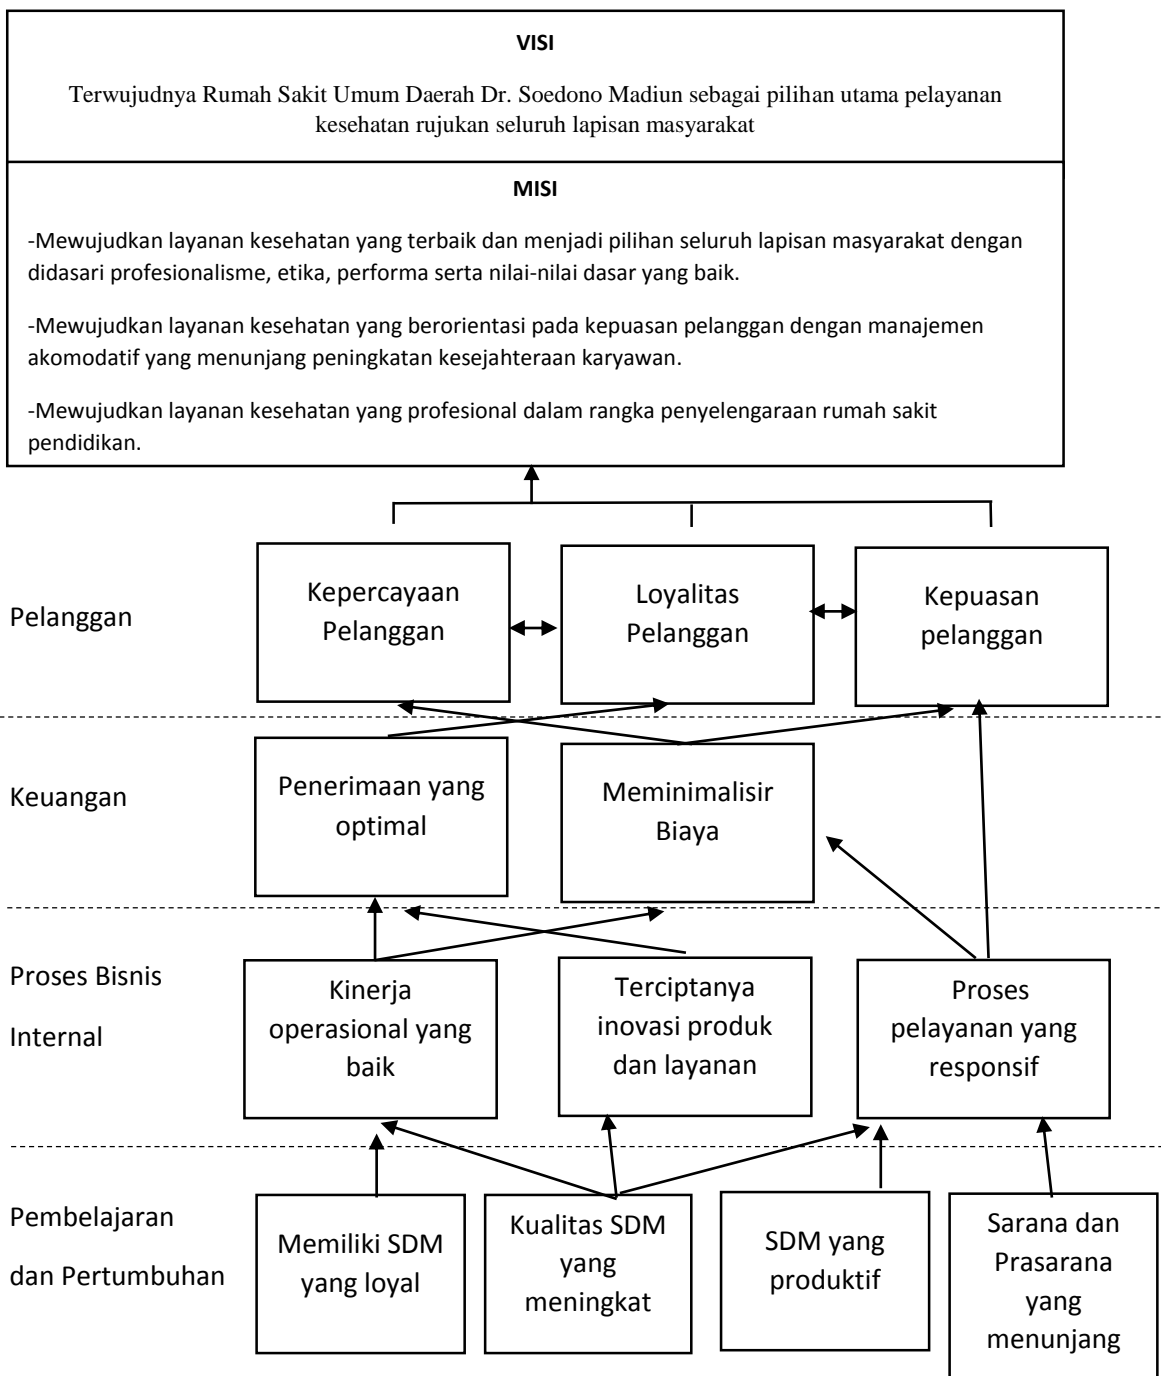 VISI
Terwujudnya Rumah Sakit Umum Daerah Dr. Soedono Madiun sebagai pilihan utama pelayanan
kesehatan rujukan seluruh lapisan masyarakat
MISI
-Mewujudkan layanan kesehatan yang terbaik dan menjadi pilihan seluruh lapisan masyarakat dengan
didasari profesionalisme, etika, performa serta nilai-nilai dasar yang baik.
-Mewujudkan layanan kesehatan yang berorientasi pada kepuasan pelanggan dengan manajemen
akomodatif yang menunjang peningkatan kesejahteraan karyawan.
-Mewujudkan layanan kesehatan yang profesional dalam rangka penyelengaraan rumah sakit
pendidikan.
Pelanggan
Kepercayaan
Pelanggan
Loyalitas
Pelanggan
Kepuasan
pelanggan
Keuangan
Penerimaan yang
optimal
Meminimalisir
Biaya
Proses Bisnis
Internal
Kinerja
operasional yang
baik
Terciptanya
inovasi produk
dan layanan
Proses
pelayanan yang
responsif
Pembelajaran
dan Pertumbuhan
Memiliki SDM
yang loyal
Kualitas SDM
yang
meningkat
SDM yang
produktif
Sarana dan
Prasarana
yang
menunjang